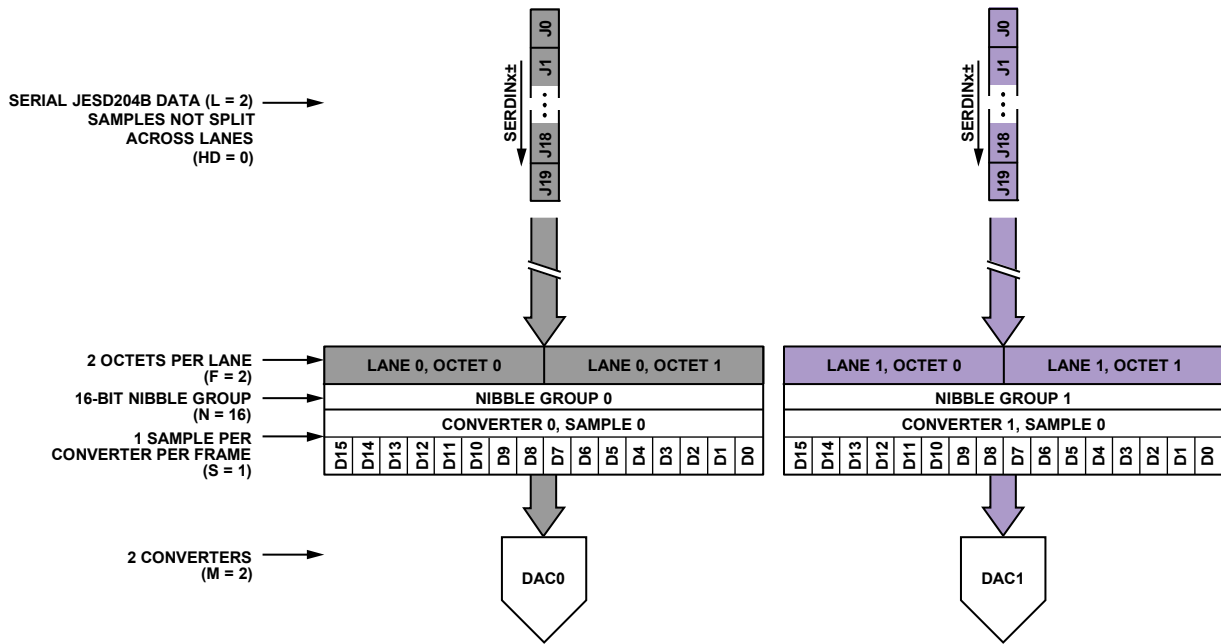 SERIAL JESD204B DATA (L = 2)
SAMPLES NOT SPLIT
ACROSS LANES
(HD = 0)
SERDINx±
J0
J1
J18
J19
SERDINx±
J0
J1
J18
J19
2 OCTETS PER LANE
(F = 2)
LANE 0, OCTET 0
LANE 0, OCTET 1
LANE 1, OCTET 0
LANE 1, OCTET 1
16-BIT NIBBLE GROUP
(N = 16)
NIBBLE GROUP 0
NIBBLE GROUP 1
1 SAMPLE PER
CONVERTER PER FRAME
(S = 1)
CONVERTER 0, SAMPLE 0
CONVERTER 1, SAMPLE 0
D15 D14 D13 D12 D11 D10 D9 D8 D7 D6 D5 D4 D3 D2 D1 D0
D15 D14 D13 D12 D11 D10 D9 D8 D7 D6 D5 D4 D3 D2 D1 D0
2 CONVERTERS
(M = 2)
DAC0
DAC1